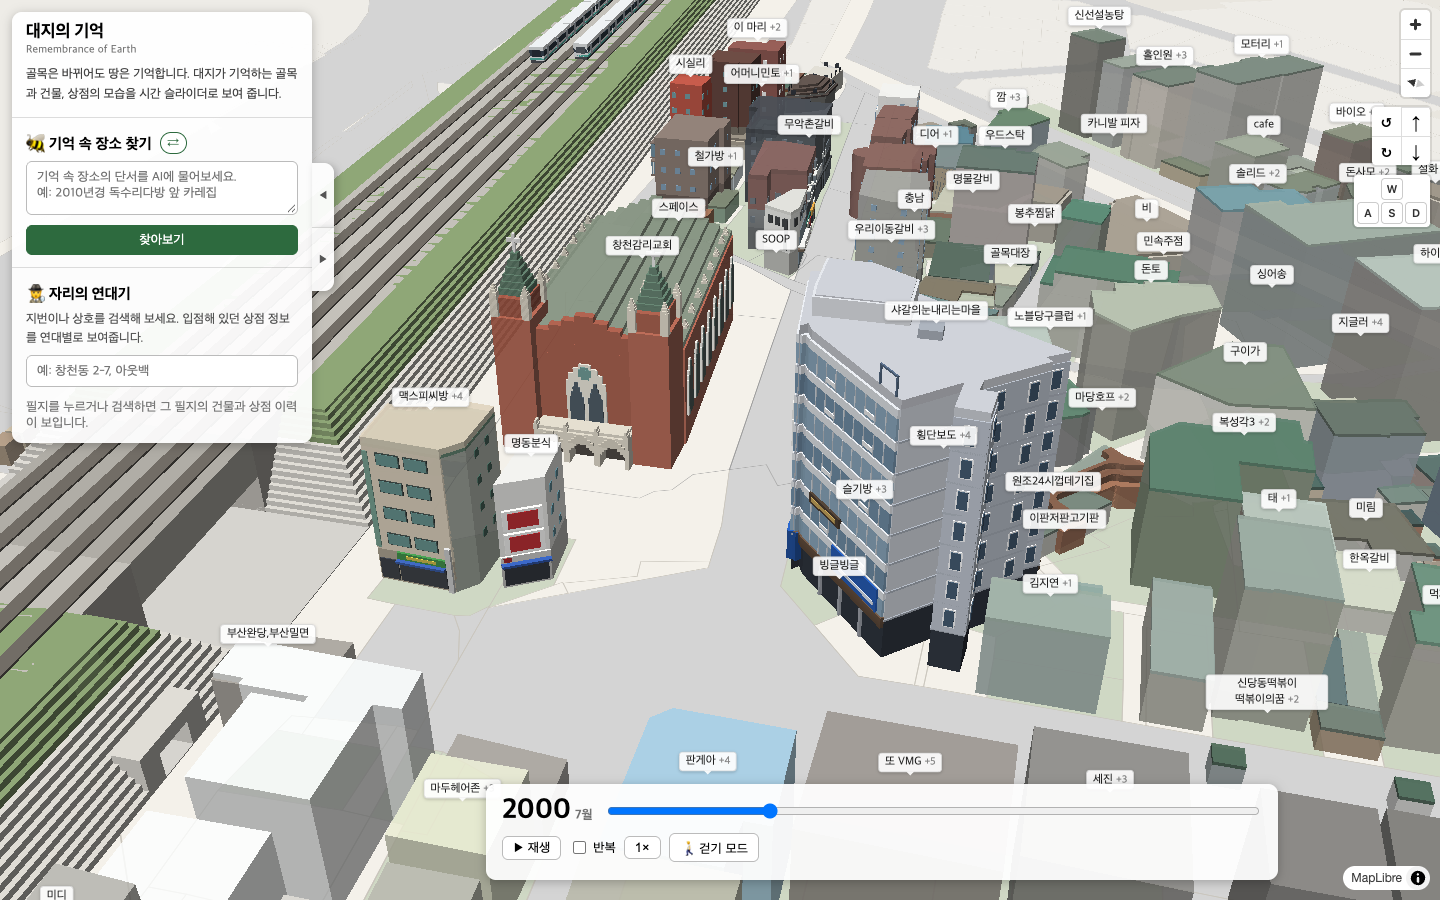 대지의 기억
Remembrance of Earth
골목은 바뀌어도 땅은 기억합니다. 대지가 기억하는 골목
과 건물, 상점의 모습을 시간 슬라이더로 보여 줍니다.
기억 속 장소 찾기
기억 속 장소의 단서를 AI에 물어보세요.
예: 2010년경 독수리다방 앞 카레집
찾아보기
자리의 연대기
지번이나 상호를 검색해 보세요. 입점해 있던 상점 정보
를 연대별로 보여줍니다.
예: 창천동 2-7, 아웃백
필지를 누르거나 검색하면 그 필지의 건물과 상점 이력
이 보입니다.
신선설농탕
이 마리 +2
모터리 +1
홀인원 +3
시실리
어머니민토 +1
깜 +3
바이오
카니발 피자
cafe
무악촌갈비
디어 +1
우드스탁
철가방 +1
솔리드 +2
돈사모 +2
설화
명물갈비
W
A
S
D
충남
스페이스
봉추찜닭
비
우리이동갈비 +3
SOOP
창천감리교회
민속주점
골목대장
하이
돈토
싱어송
샤갈의눈내리는마을
노블당구클럽 +1
지글러 +4
구이가
맥스피씨방 +4
마당호프 +2
복성각3 +2
명동분식
횡단보도 +4
원조24시껍데기집
슬기방 +3
태 +1
미림
이판저판고기판
한옥갈비
빙글빙글
김지연 +1
먹
부산완당,부산밀면
신당동떡볶이
떡볶이의꿈 +2
판게아 +4
또 VMG +5
세진 +3
마두헤어존
2000 7월
▶ 재생
반복
1×
걷기 모드
MapLibre
미디